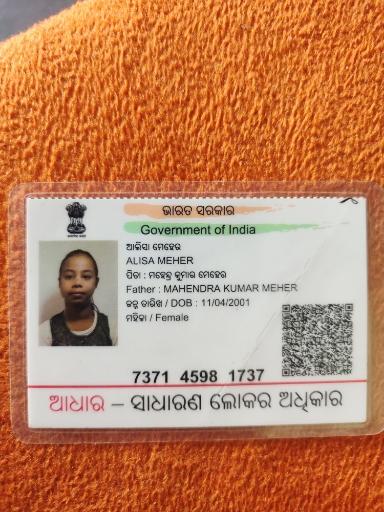 ଭାରତ ସରକାର
Government of India
ଆଲିସା ମେହେର
ALISA MEHER
ପିତା : ମହେନ୍ଦ୍ର କୁମାର ମେହେର
Father : MAHENDRA KUMAR MEHER
ଜନ୍ମ ତାରିଖ / DOB : 11/04/2001
ମହିଳା / Female
7371 4598 1737
ଆଧାର – ସାଧାରଣ ଲୋକର ଅଧିକାର